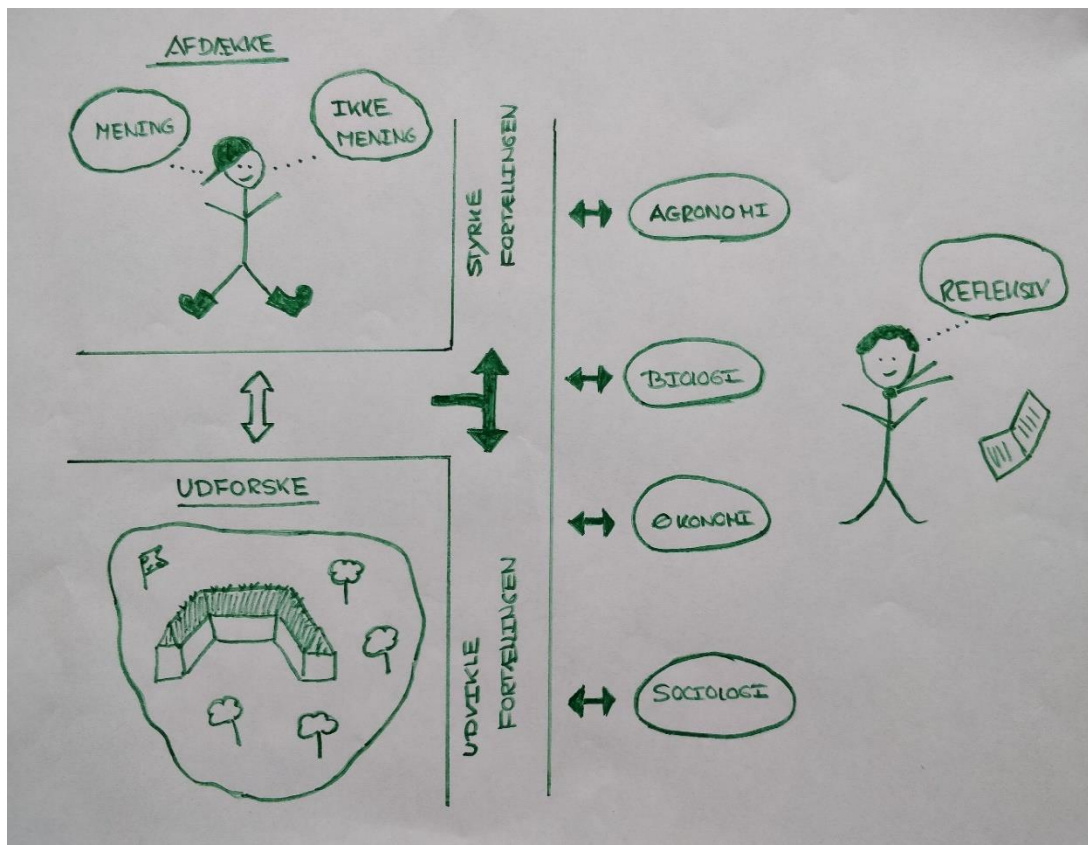 AFDÆKKE
MENING
IKKE
MENING
STYRKE
FORTÆLLINGEN
UDFORSKE
UDVIKLE
FORTÆLLINGEN
AGRONOMI
BIOLOGI
ØKONOMI
SOCIOLOGI
REFLEKSIV